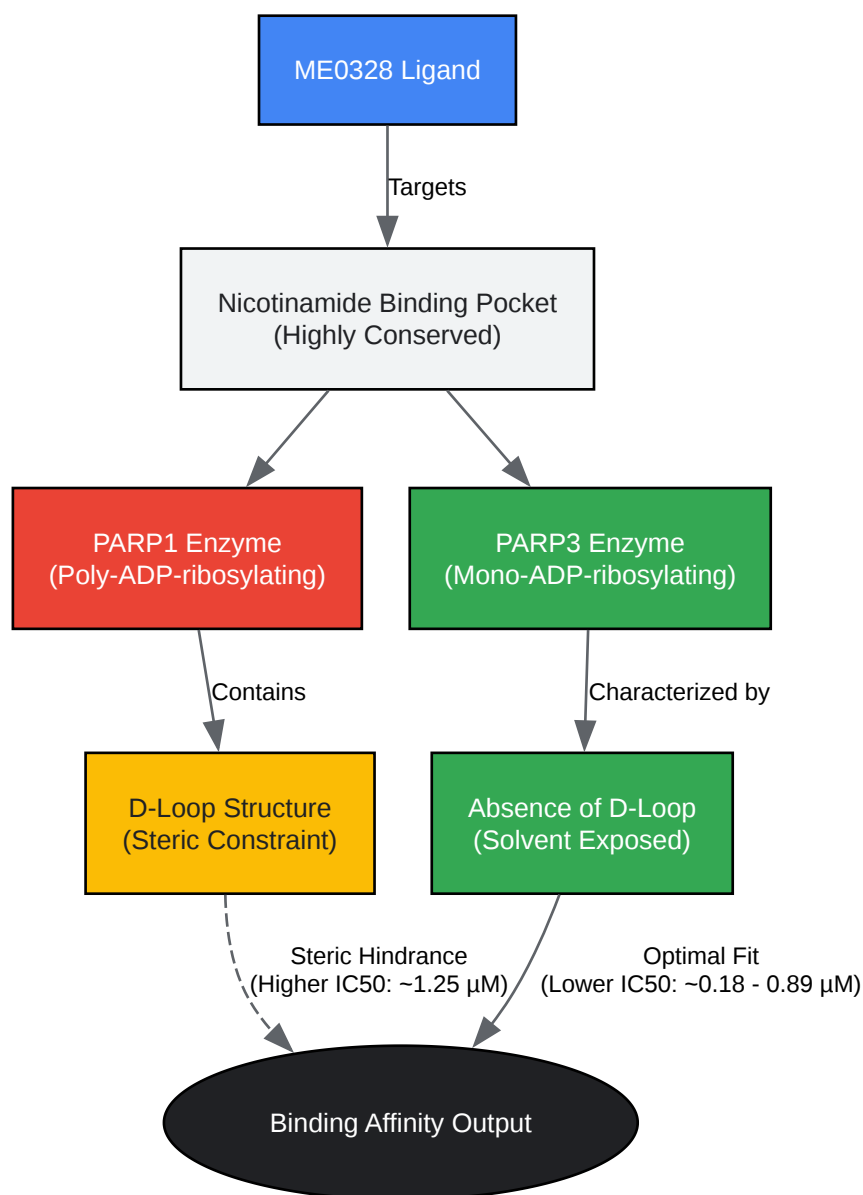 ME0328 Ligand
Targets
Nicotinamide Binding Pocket
(Highly Conserved)
PARP1 Enzyme
(Poly-ADP-ribosylating)
PARP3 Enzyme
(Mono-ADP-ribosylating)
Contains
Characterized by
D-Loop Structure
(Steric Constraint)
Absence of D-Loop
(Solvent Exposed)
Steric Hindrance
(Higher IC50: ~1.25 µM)
Optimal Fit
(Lower IC50: ~0.18 - 0.89 µM)
Binding Affinity Output